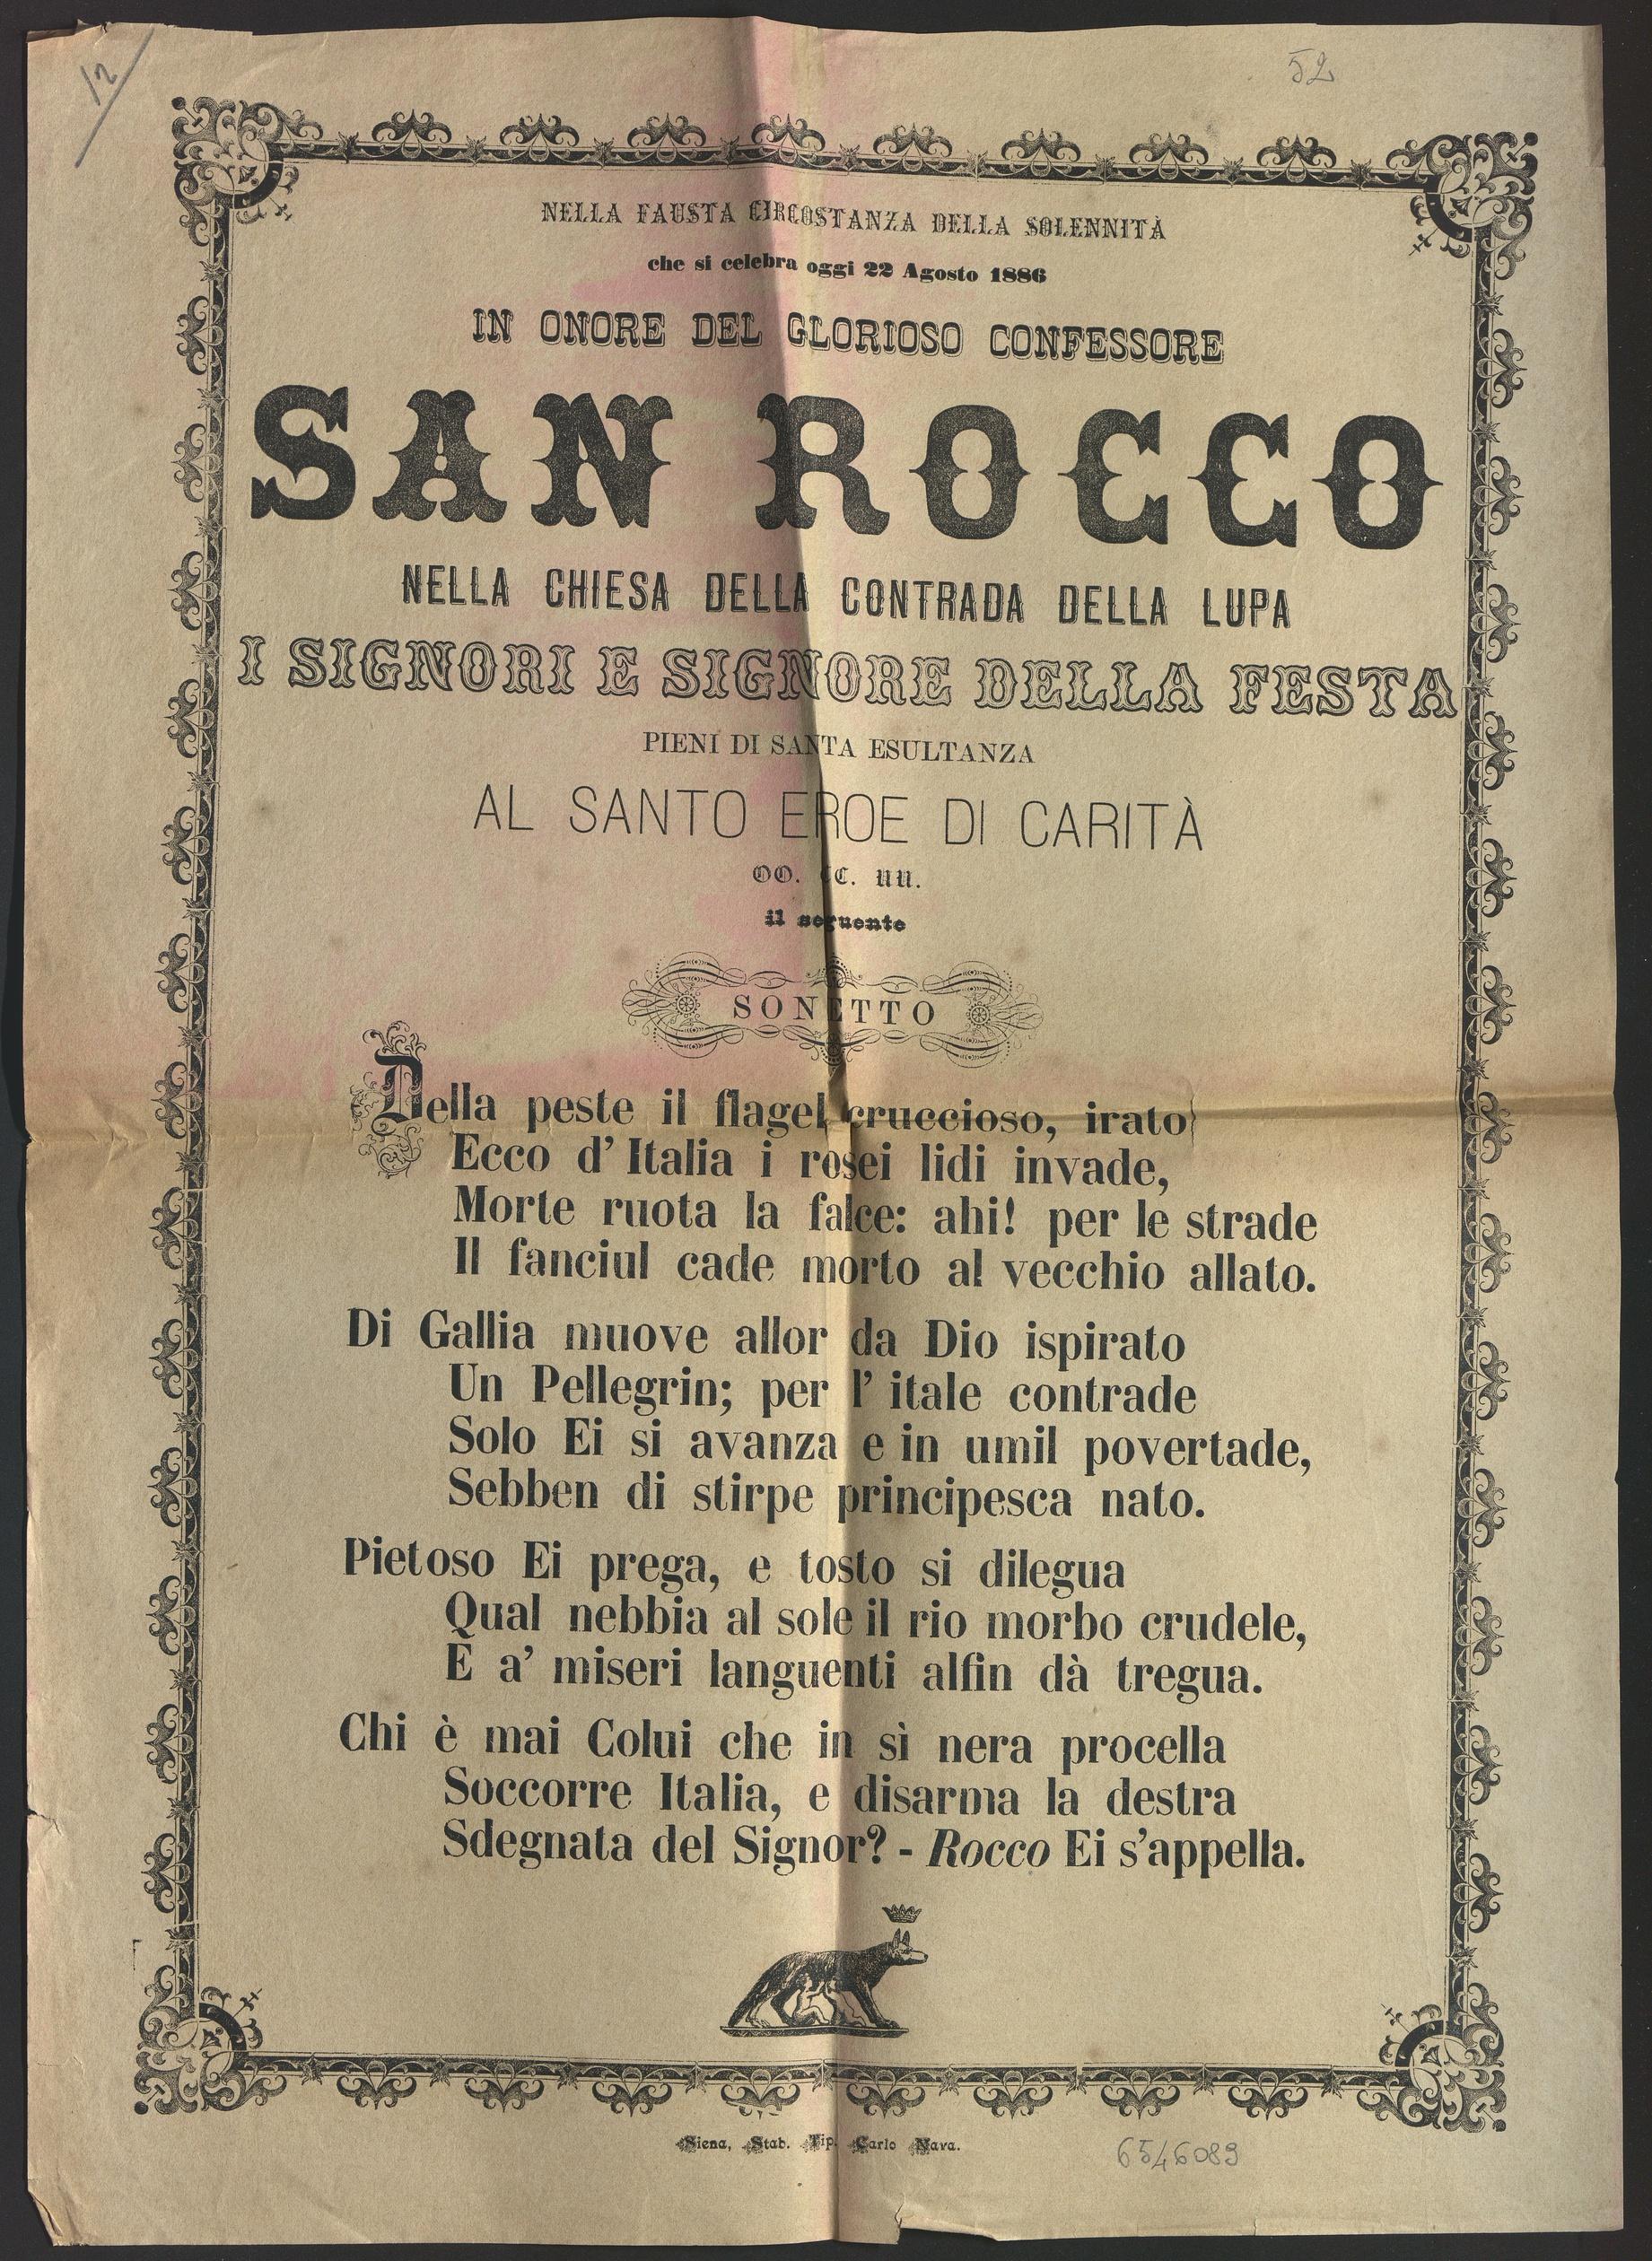 12
52
NELLA FAUSTA CIRCOSTANZA DELLA SOLENNITÀ
che si celebra oggi 22 Agosto 1886
IN ONORE DEL GLORIOSO CONFESSORE
SAN ROCCO
NELLA CHIESA DELLA CONTRADA DELLA LUPA
I SIGNORI E SIGNORE DELLA FESTA
PIENI DI SANTA ESULTANZA
AL SANTO EROE DI CARITÀ
OO. CC. UU.
il seguente
SONETTO
Della peste il flagel cruccioso, irato
Ecco d' Italia i rosei lidi invade,
Morte ruota la falce: ahi! per le strade
Il fanciul cade morto al vecchio allato.
Di Gallia muove allor da Dio ispirato
Un Pellegrin; per l' itale contrade
Solo Ei si avanza e in umil povertade,
Sebben di stirpe principesca nato.
Pietoso Ei prega, e tosto si dilegua
Qual nebbia al sole il rio morbo crudele,
E a' miseri languenti alfin dà tregua.
Chi è mai Colui che in sì nera procella
Soccorre Italia, e disarma la destra
Sdegnata del Signor? - Rocco Ei s'appella.
Siena, Stab. Tip. Carlo Nava.
6546089